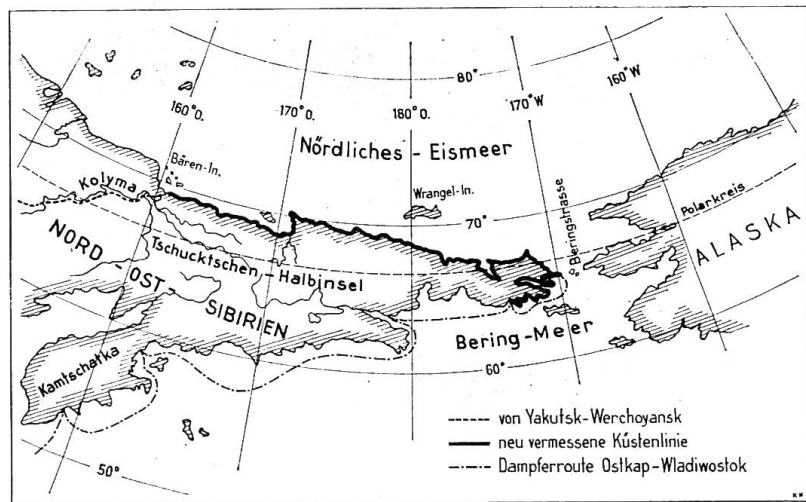 80°
160°O.
170°O.
180°O.
170°W
160°W
Nördliches - Eismeer
Bären-In.
Wrangel-In.
Kolyma
70°
Beringstrasse
Polarkreis
ALASKA
Tschucktschen-Halbinsel
NORD-OST-SIBIRIEN
Bering-Meer
Kamtschatka
60°
50°
von Yakutsk-Werchoyansk
neu vermessene Küstenlinie
Dampferroute Ostkap-Wladiwostok